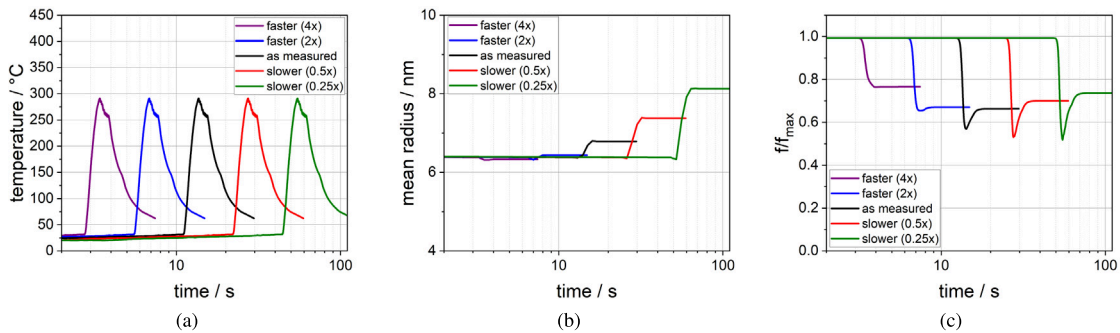 temperature / °C
450
400
350
300
250
200
150
100
50
0
faster (4x)
faster (2x)
as measured
slower (0.5x)
slower (0.25x)
10
100
time / s
(a)
mean radius / nm
10
8
6
4
faster (4x)
faster (2x)
as measured
slower (0.5x)
slower (0.25x)
10
100
time / s
(b)
f/fmax
1.0
0.8
0.6
0.4
0.2
0.0
faster (4x)
faster (2x)
as measured
slower (0.5x)
slower (0.25x)
10
100
time / s
(c)